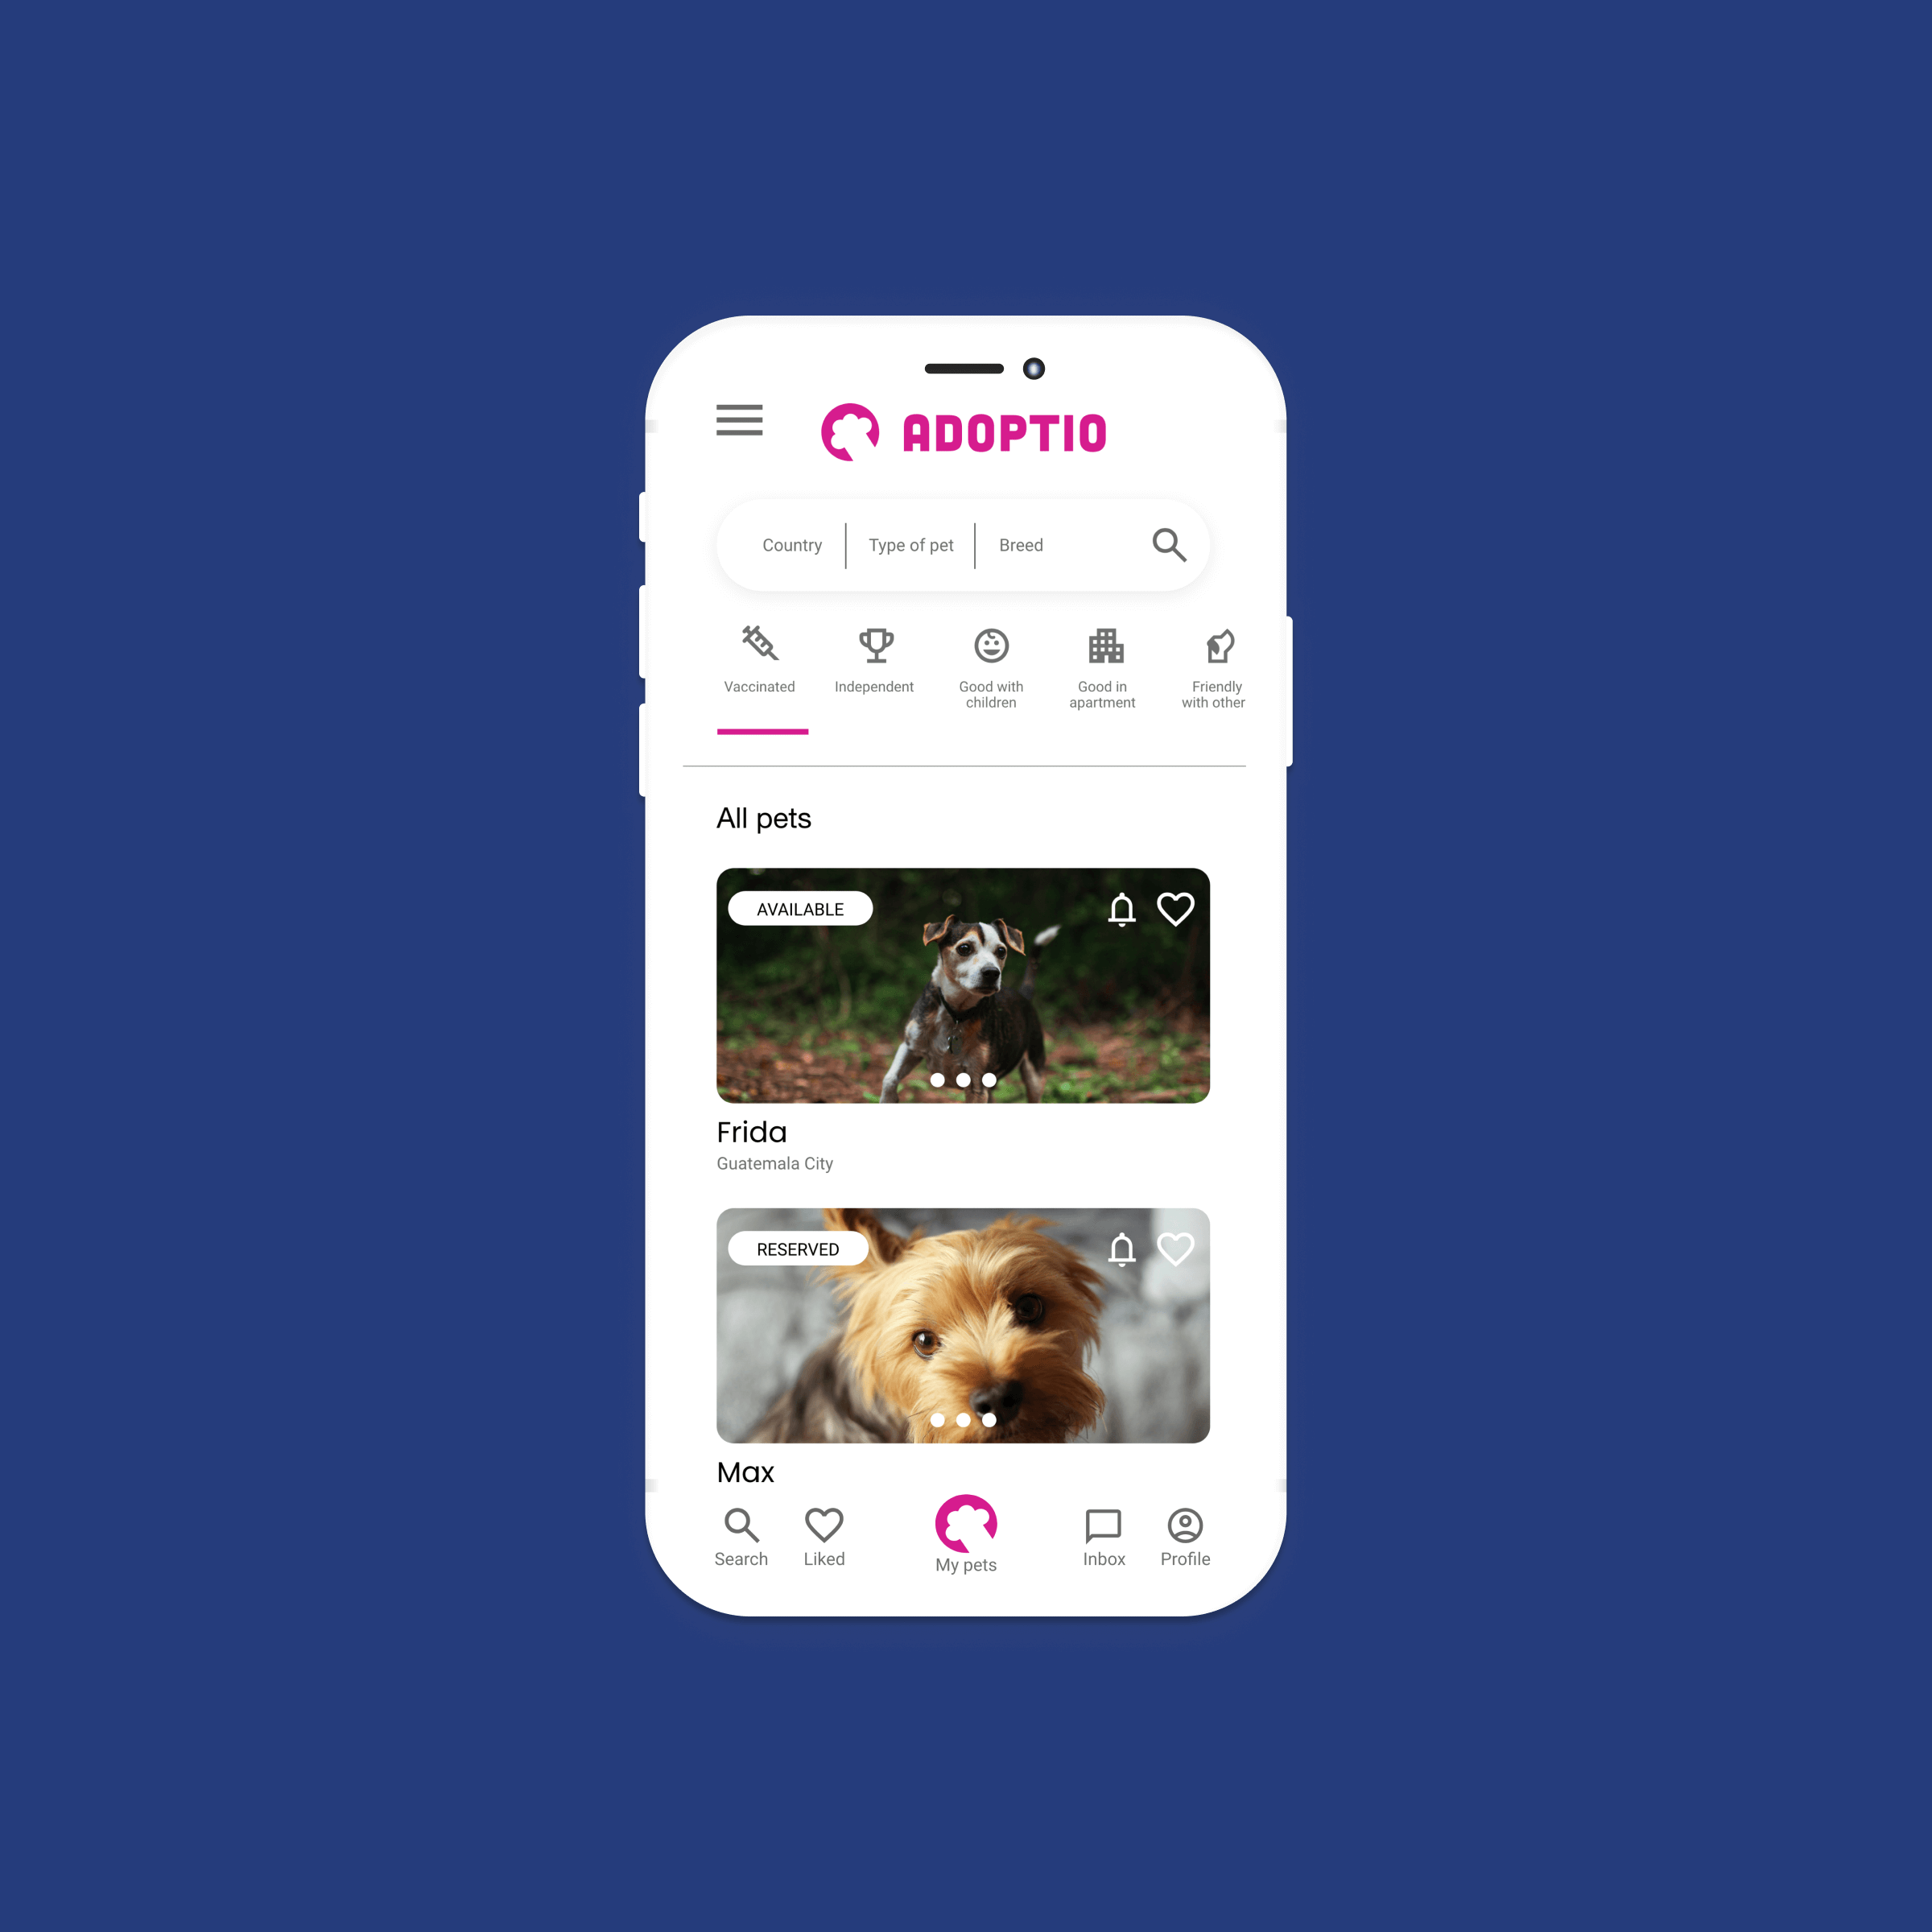 ADOPTIO
Country
Type of pet
Breed
Vaccinated
Independent
Good with
children
Good in
apartment
Friendly
with other
All pets
AVAILABLE
Frida
Guatemala City
RESERVED
Max
Search
Liked
My pets
Inbox
Profile